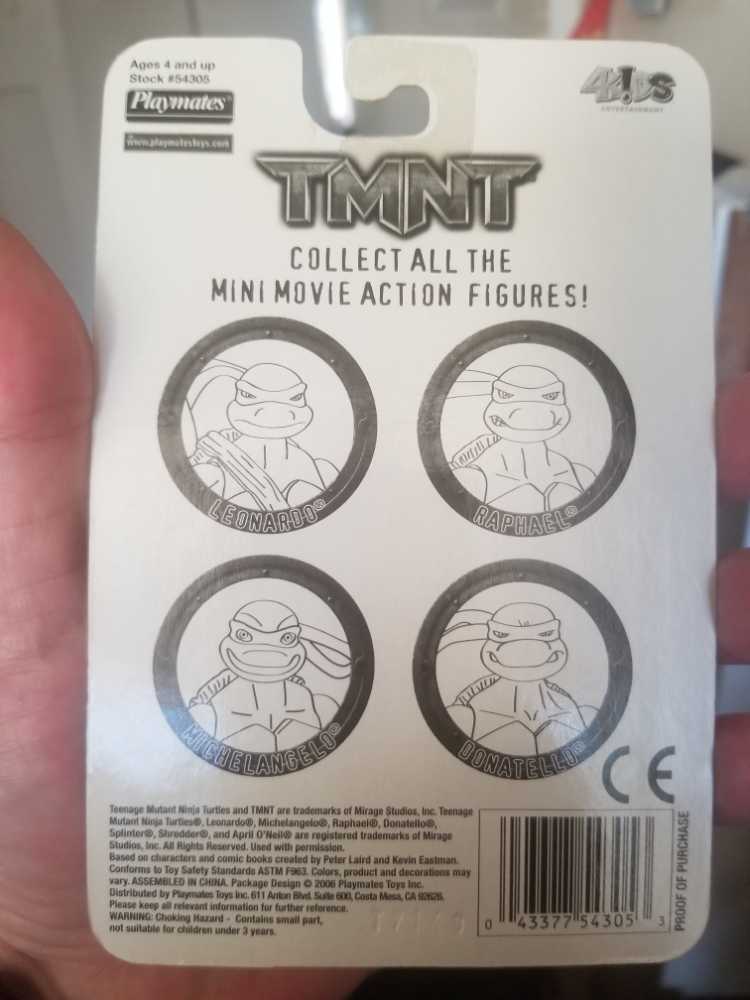 Ages 4 and up
Stock #54305
Playmates
www.playmatestoys.com
4KiDS
ENTERTAINMENT
TMNT
COLLECT ALL THE
MINI MOVIE ACTION FIGURES!
LEONARDO®
RAPHAEL®
MICHELANGELO®
DONATELLO®
CE
Teenage Mutant Ninja Turtles and TMNT are trademarks of Mirage Studios, Inc. Teenage
Mutant Ninja Turtles®, Leonardo®, Michelangelo®, Raphael®, Donatello®,
Splinter®, Shredder®, and April O'Neil® are registered trademarks of Mirage
Studios, Inc. All Rights Reserved. Used with permission.
Based on characters and comic books created by Peter Laird and Kevin Eastman.
Conforms to Toy Safety Standards ASTM F963. Colors, product and decorations may
vary. ASSEMBLED IN CHINA. Package Design © 2006 Playmates Toys Inc.
Distributed by Playmates Toys Inc. 611 Anton Blvd. Suite 600, Costa Mesa, CA 92626.
Please keep all relevant information for further reference.
WARNING: Choking Hazard - Contains small part,
not suitable for children under 3 years.
0 43377 54305 3
PROOF OF PURCHASE